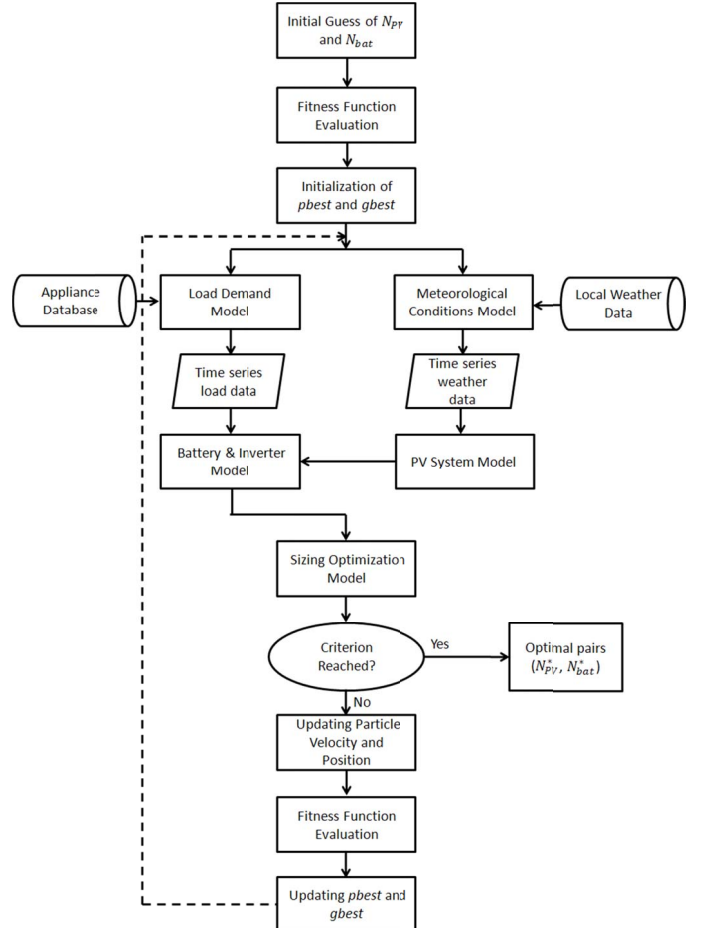 Initial Guess of N_PV
and N_bat
Fitness Function
Evaluation
Initialization of
pbest and gbest
Appliance
Database
Load Demand
Model
Meteorological
Conditions Model
Local Weather
Data
Time series
load data
Time series
weather
data
Battery & Inverter
Model
PV System Model
Sizing Optimization
Model
Criterion
Reached?
Yes
Optimal pairs
(N*_PV, N*_bat)
No
Updating Particle
Velocity and
Position
Fitness Function
Evaluation
Updating pbest and
gbest